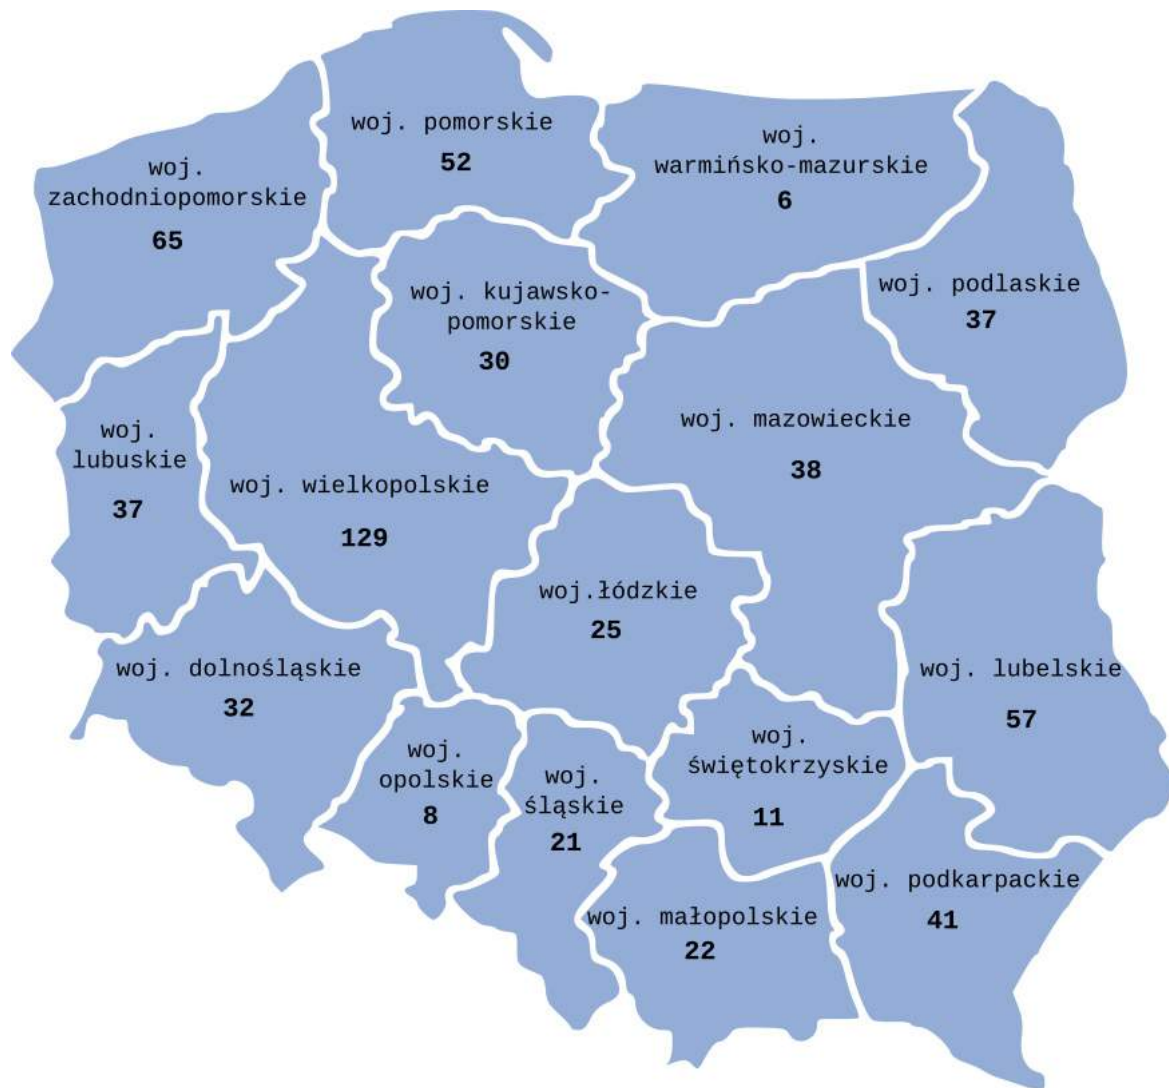 woj. pomorskie
52
woj.
warmińsko-mazurskie
6
woj.
zachodniopomorskie
65
woj. podlaskie
37
woj. kujawsko-
pomorskie
30
woj. mazowieckie
38
woj.
lubuskie
37
woj. wielkopolskie
129
woj.łódzkie
25
woj. dolnośląskie
32
woj. lubelskie
57
woj.
opolskie
8
woj.
śląskie
21
woj.
świętokrzyskie
11
woj. podkarpackie
41
woj. małopolskie
22